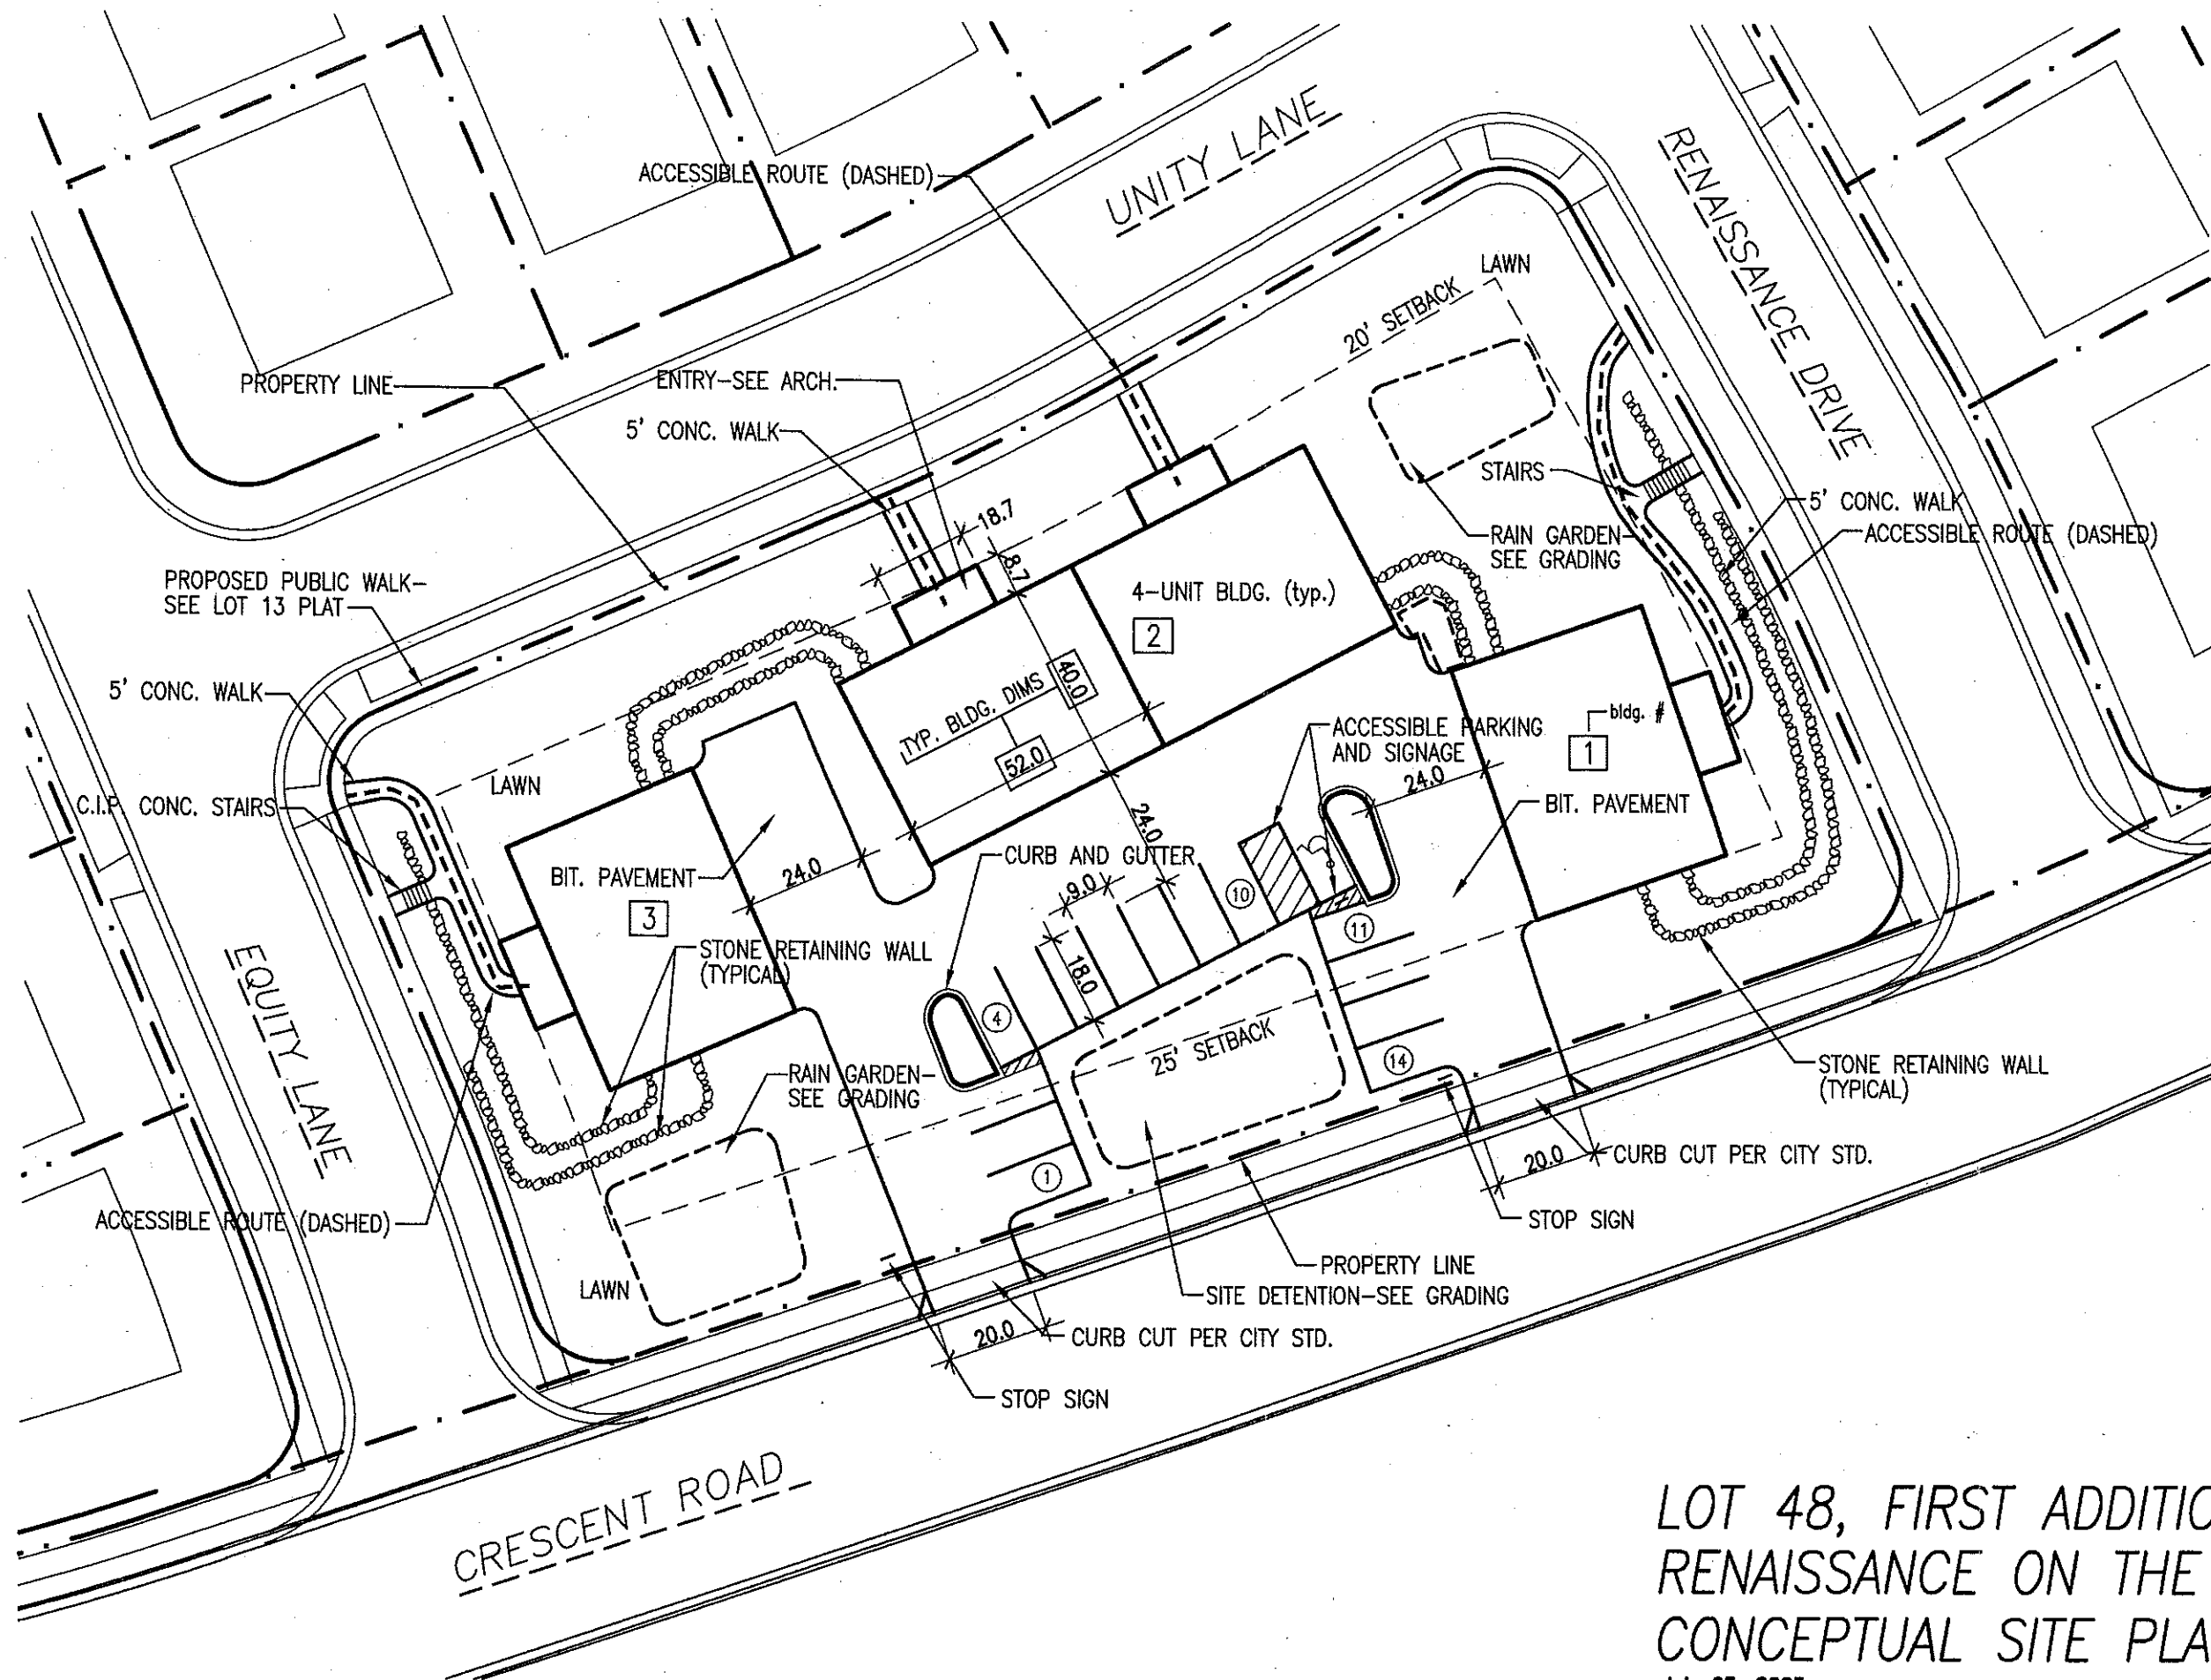 UNITY LANE
RENAISSANCE DRIVE
ACCESSIBLE ROUTE (DASHED)
LAWN
20' SETBACK
PROPERTY LINE
ENTRY-SEE ARCH.
5' CONC. WALK
18.7
8.7
STAIRS
5' CONC. WALK
RAIN GARDEN-
SEE GRADING
ACCESSIBLE ROUTE (DASHED)
PROPOSED PUBLIC WALK-
SEE LOT 13 PLAT
4-UNIT BLDG. (typ.)
2
5' CONC. WALK
TYP. BLDG. DIMS
40.0
52.0
bldg. #
1
ACCESSIBLE PARKING
AND SIGNAGE
24.0
LAWN
C.I.P. CONC. STAIRS
BIT. PAVEMENT
24.0
CURB AND GUTTER
BIT. PAVEMENT
3
24.0
9.0
10
11
STONE RETAINING WALL
(TYPICAL)
18.0
4
EQUITY LANE
25' SETBACK
14
STONE RETAINING WALL
(TYPICAL)
RAIN GARDEN-
SEE GRADING
1
20.0
CURB CUT PER CITY STD.
ACCESSIBLE ROUTE (DASHED)
STOP SIGN
PROPERTY LINE
LAWN
SITE DETENTION-SEE GRADING
20.0
CURB CUT PER CITY STD.
STOP SIGN
CRESCENT ROAD
LOT 48, FIRST ADDITIO
RENAISSANCE ON THE
CONCEPTUAL SITE PLA